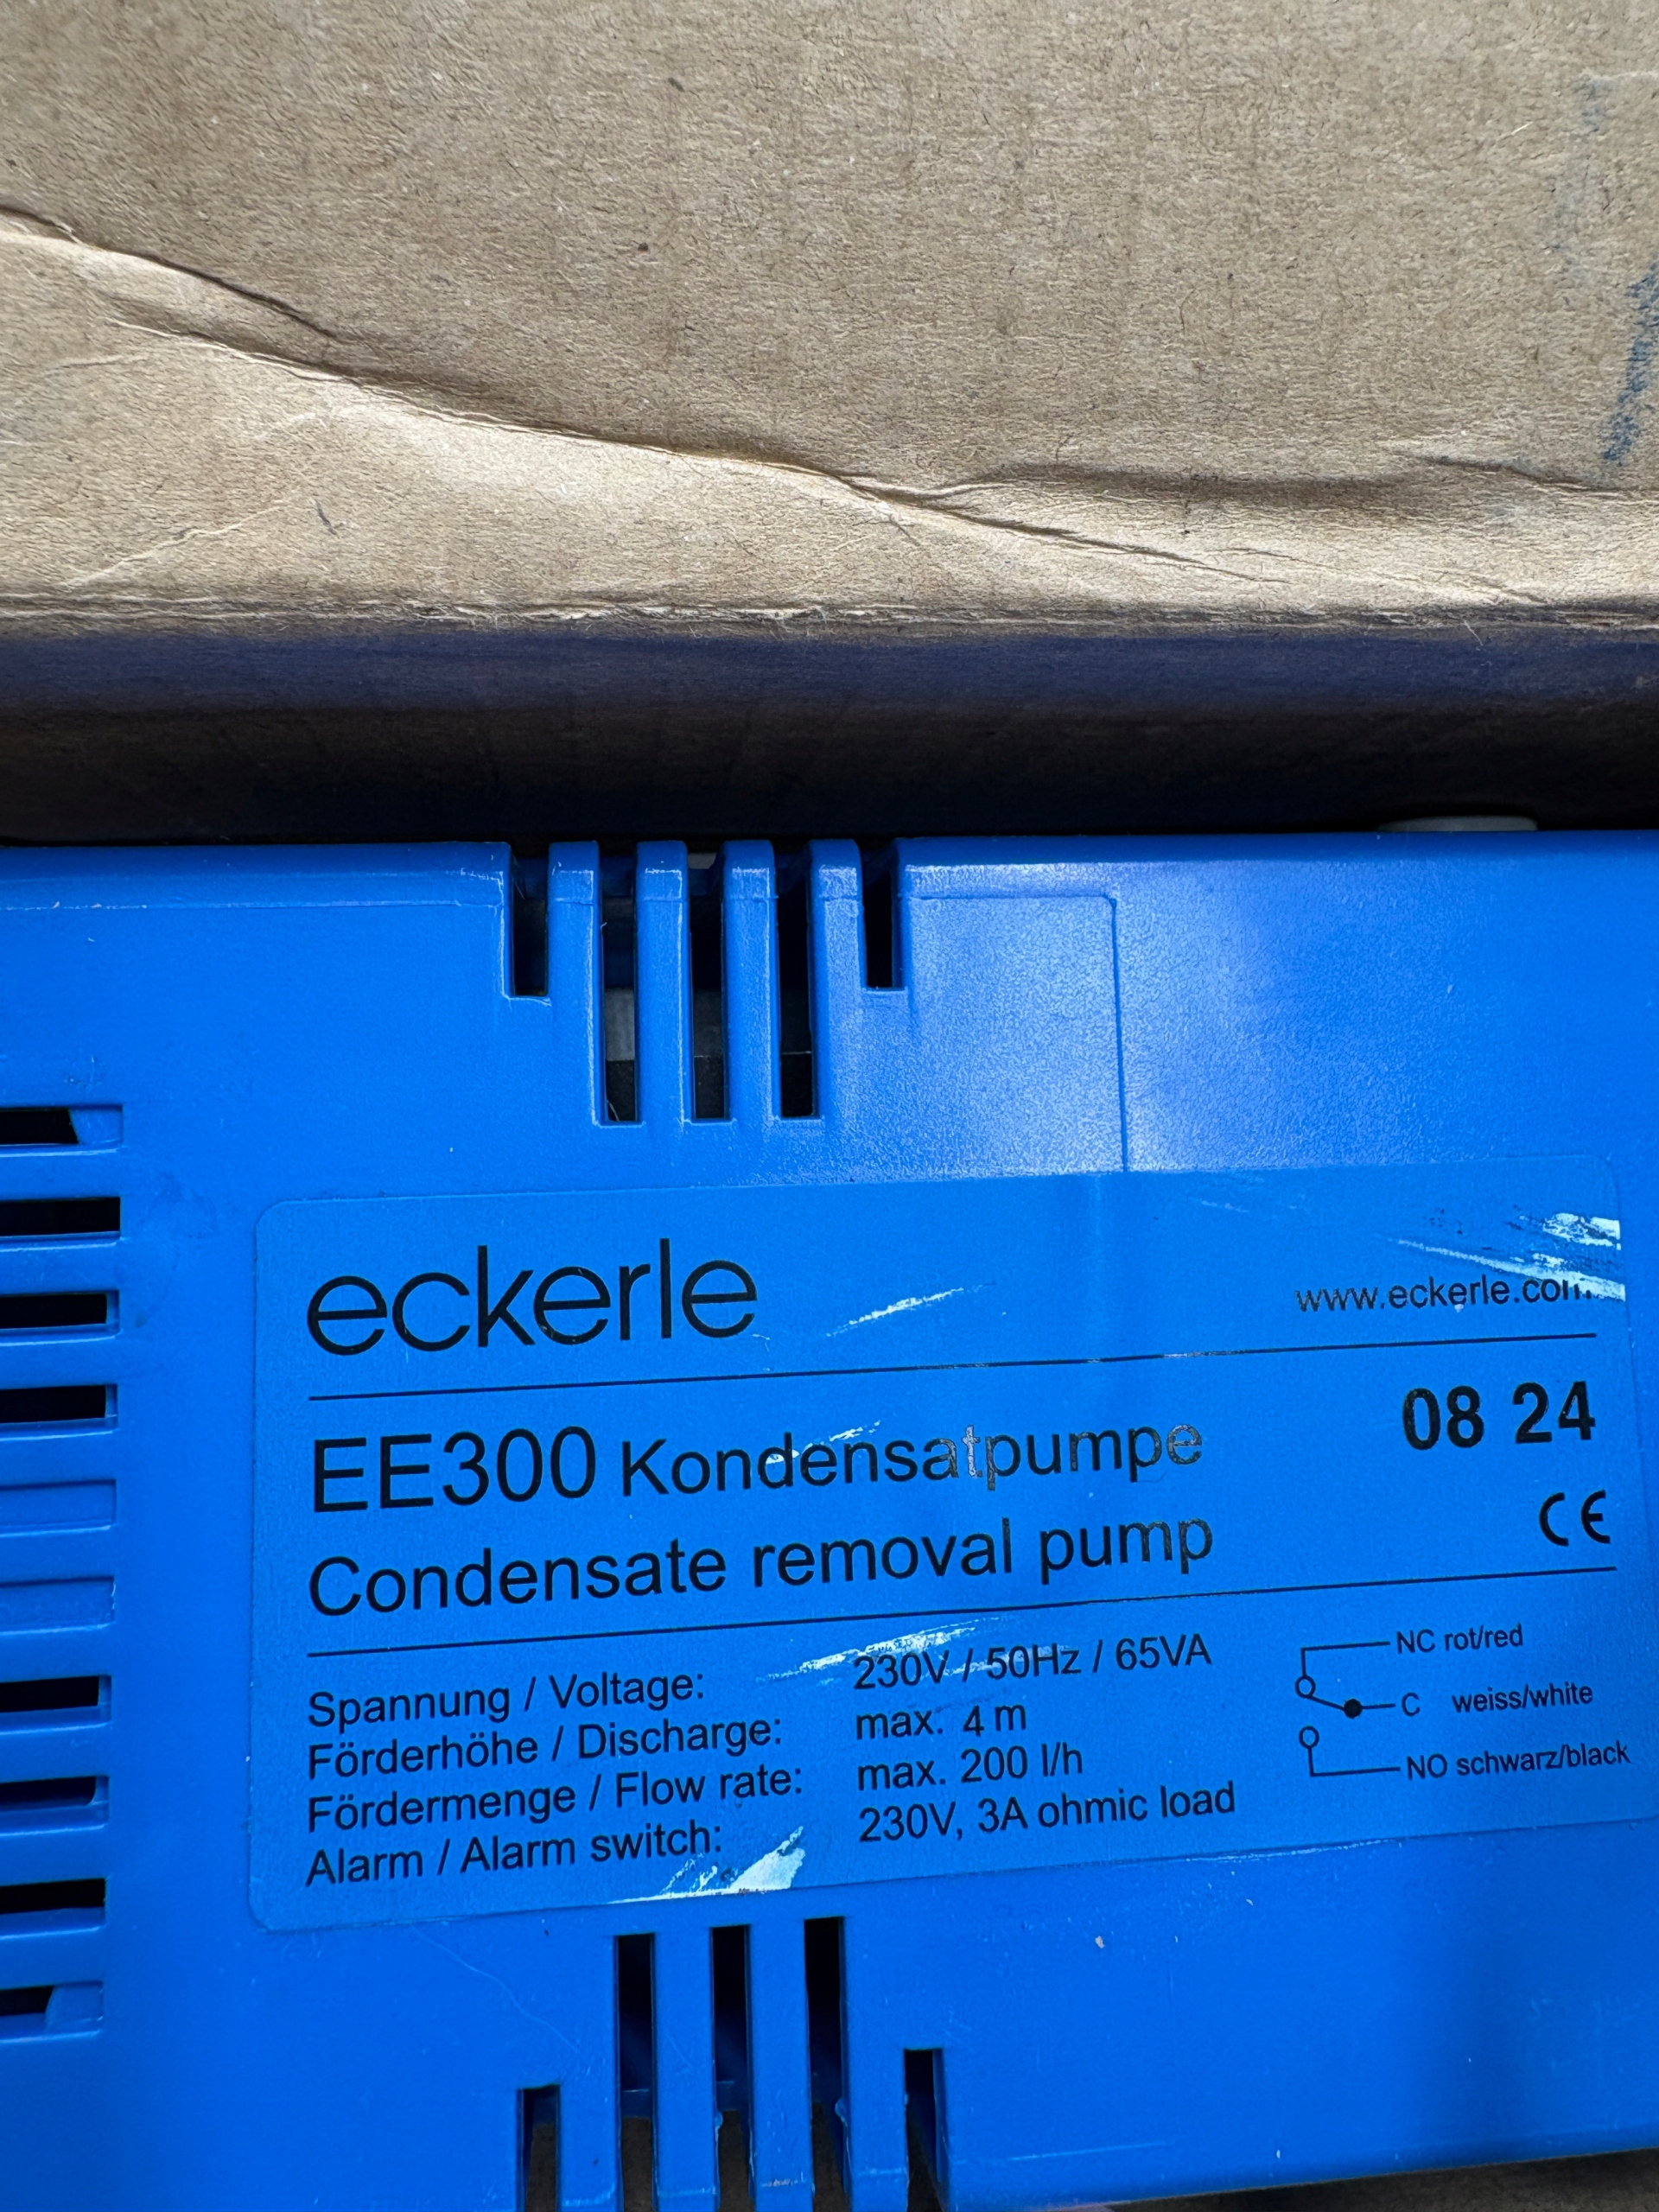 eckerle
www.eckerle.com
EE300 Kondensatpumpe
08 24
Condensate removal pump
CE
Spannung / Voltage: 230V / 50Hz / 65VA
Förderhöhe / Discharge: max. 4 m
Fördermenge / Flow rate: max. 200 l/h
Alarm / Alarm switch: 230V, 3A ohmic load
NC rot/red
C weiss/white
NO schwarz/black